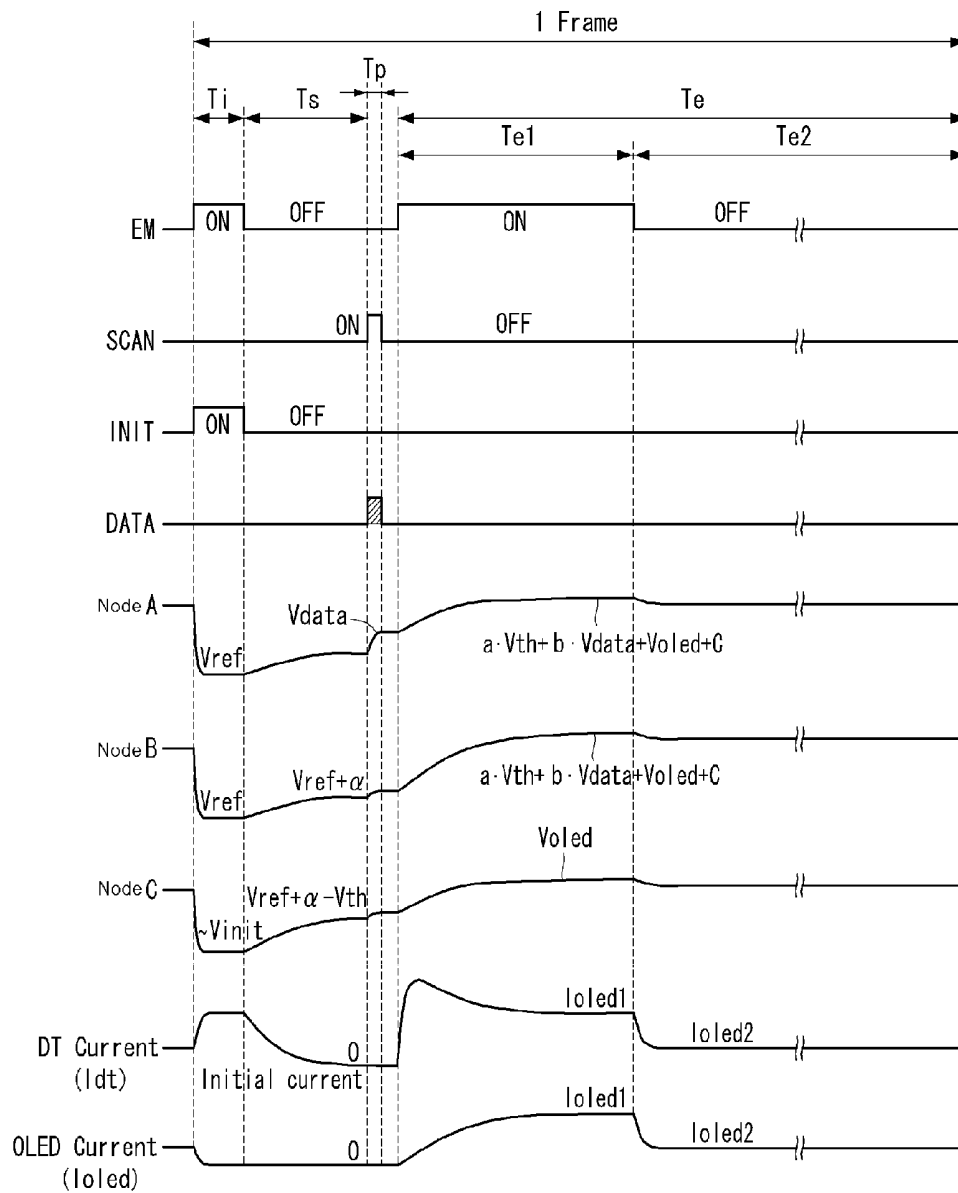 1 Frame
Tp
Ti Ts Te
Te1 Te2
EM ON OFF ON OFF
SCAN ON OFF
INIT ON OFF
DATA
Node A Vref Vdata a·Vth+b·Vdata+Voled+C
Node B Vref Vref+α a·Vth+b·Vdata+Voled+C
Node C ~Vinit Vref+α-Vth Voled
DT Current
(Idt)
Initial current 0 Ioled1 Ioled2
OLED Current
(Ioled)
0 Ioled1 Ioled2